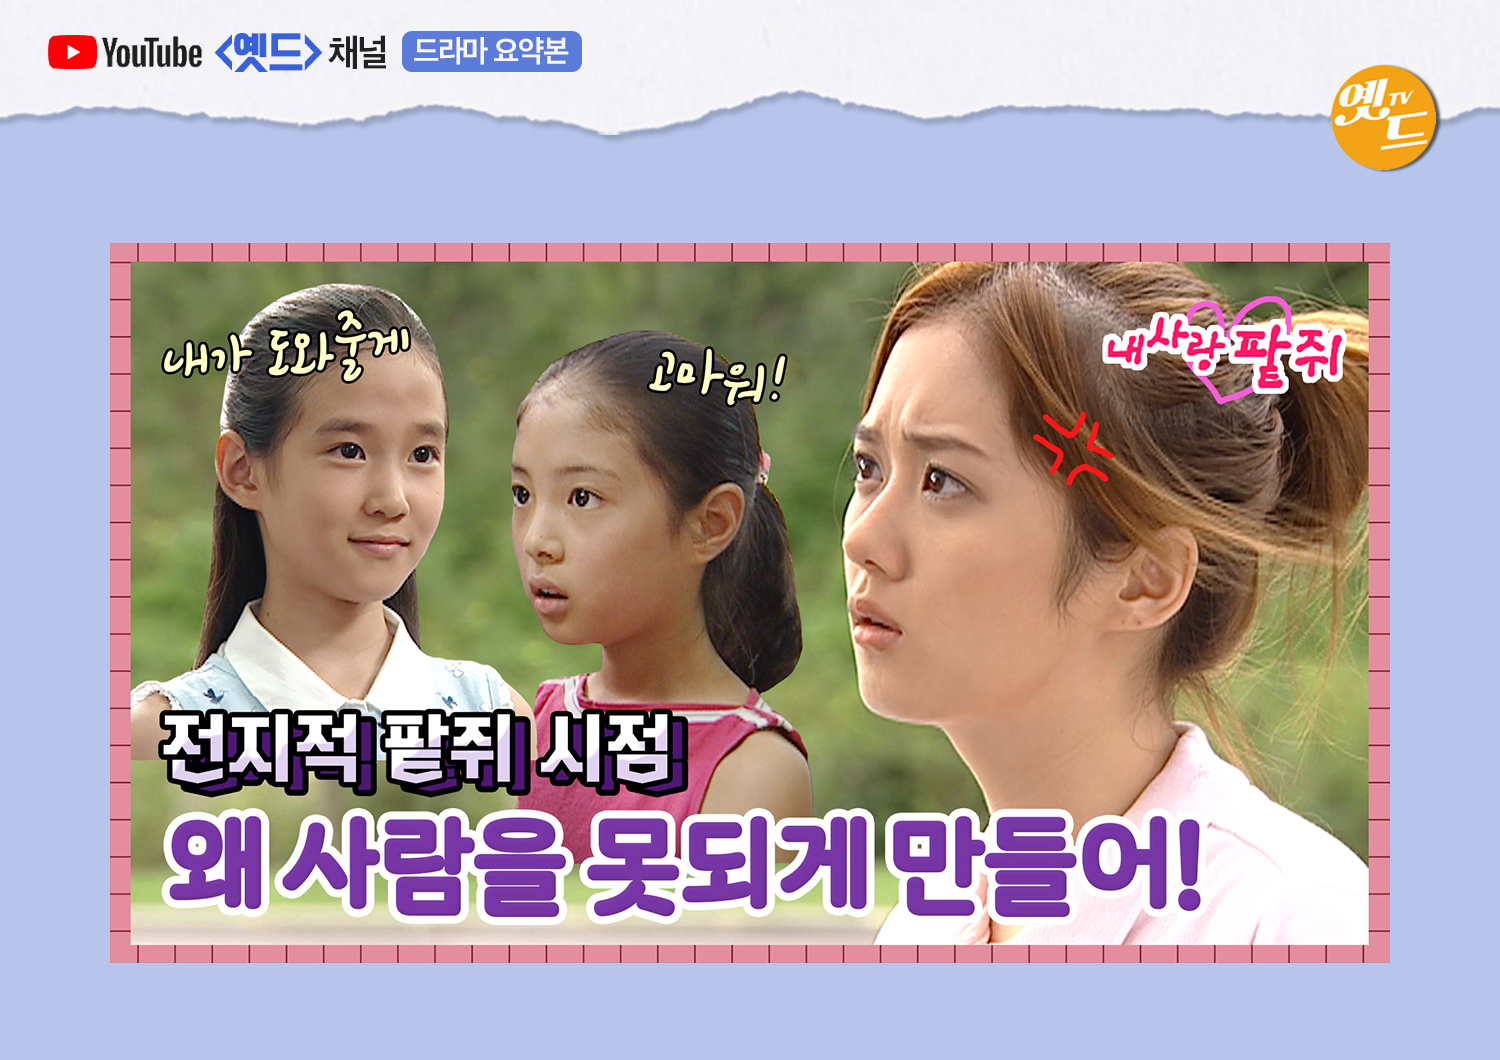 YouTube <옛드> 채널 드라마 요약본
옛드TV
내가 도와줄게
고마워!
내사랑팥쥐
전지적 팥쥐 시점
왜 사람을 못되게 만들어!